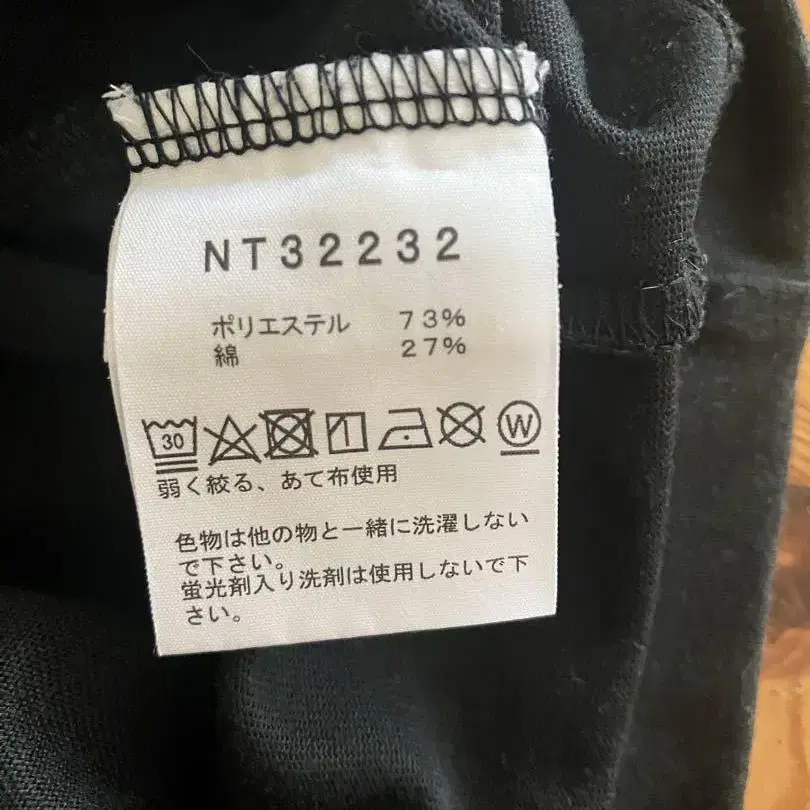 NT32232
ポリエステル 73%
綿 27%
30 W
弱く絞る、あて布使用
色物は他の物と一緒に洗濯しない
で下さい。
蛍光剤入り洗剤は使用しないで下
さい。